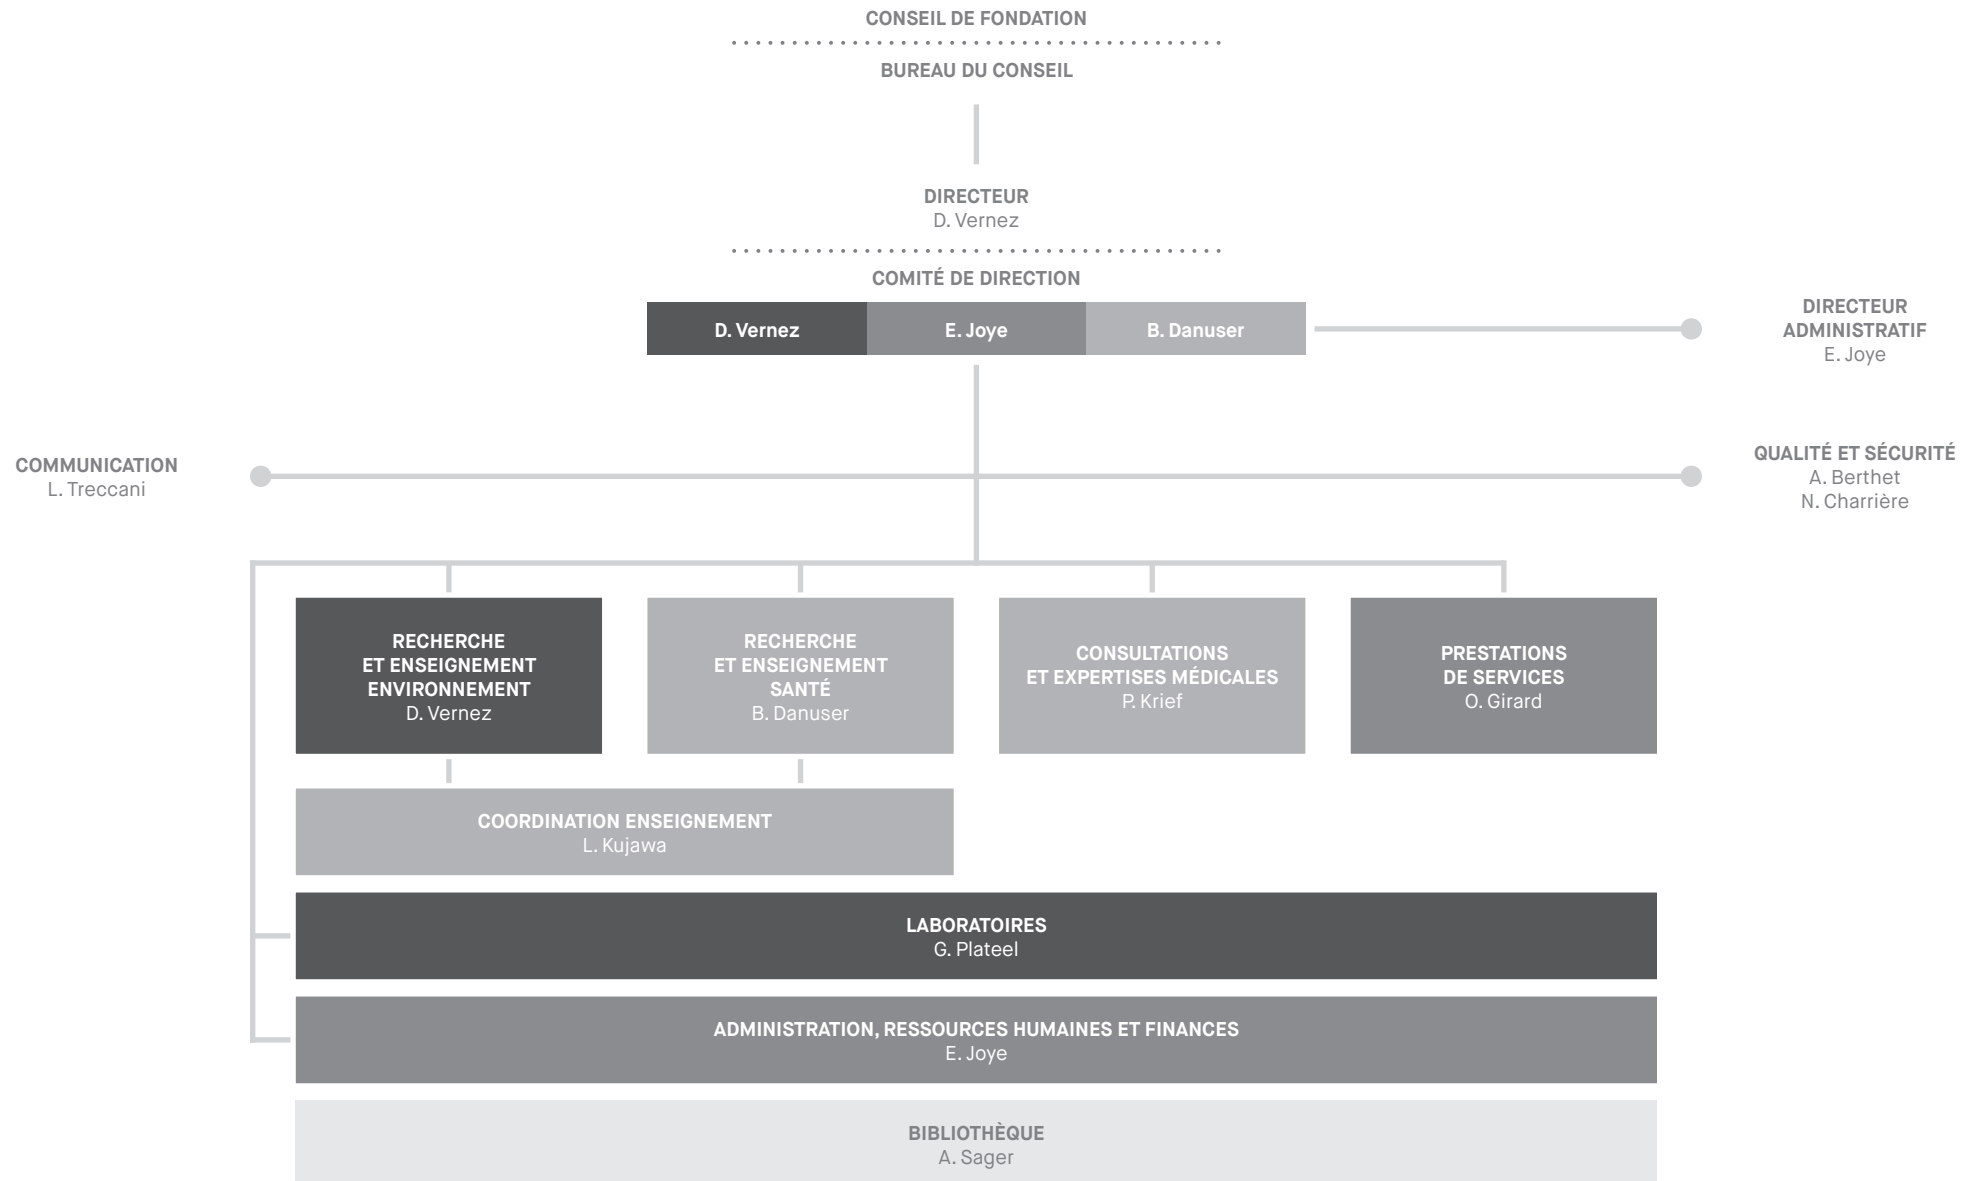 CONSEIL DE FONDATION
BUREAU DU CONSEIL
DIRECTEUR
D. Vernez
COMITÉ DE DIRECTION
D. Vernez
E. Joye
B. Danuser
DIRECTEUR
ADMINISTRATIF
E. Joye
COMMUNICATION
L. Treccani
QUALITÉ ET SÉCURITÉ
A. Berthet
N. Charrière
RECHERCHE
ET ENSEIGNEMENT
ENVIRONNEMENT
D. Vernez
RECHERCHE
ET ENSEIGNEMENT
SANTÉ
B. Danuser
CONSULTATIONS
ET EXPERTISES MÉDICALES
P. Krief
PRESTATIONS
DE SERVICES
O. Girard
COORDINATION ENSEIGNEMENT
L. Kujawa
LABORATOIRES
G. Plateel
ADMINISTRATION, RESSOURCES HUMAINES ET FINANCES
E. Joye
BIBLIOTHÈQUE
A. Sager